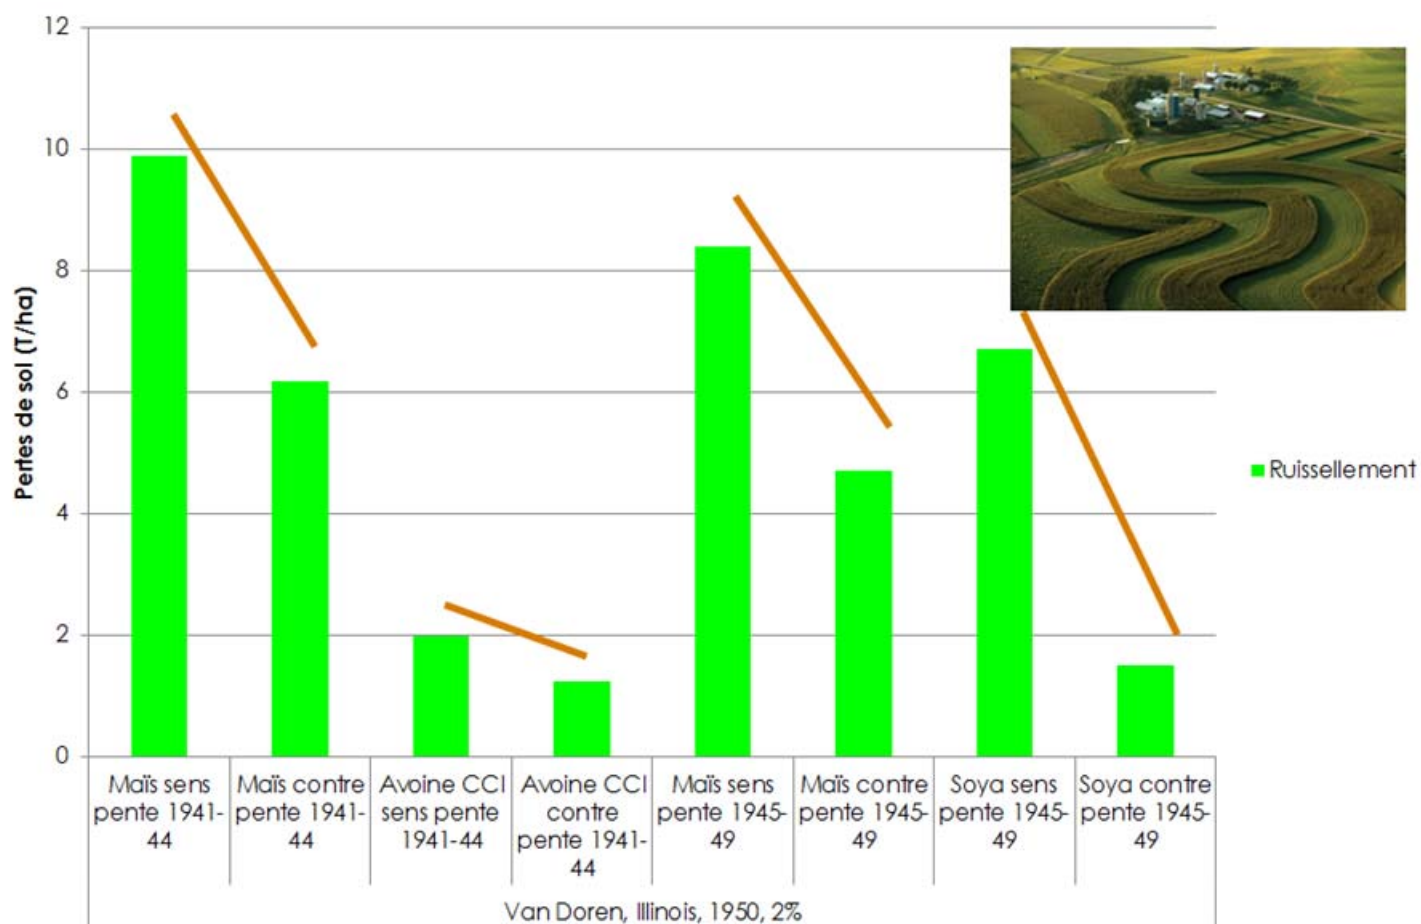 12
10
8
6
4
2
0
Pertes de sol (T/ha)
Ruissellement
Maïs sens
pente 1941-
44
Maïs contre
pente 1941-
44
Avoine CCI
sens pente
1941-44
Avoine CCI
contre
pente 1941-
44
Maïs sens
pente 1945-
49
Maïs contre
pente 1945-
49
Soya sens
pente 1945-
49
Soya contre
pente 1945-
49
Van Doren, Illinois, 1950, 2%